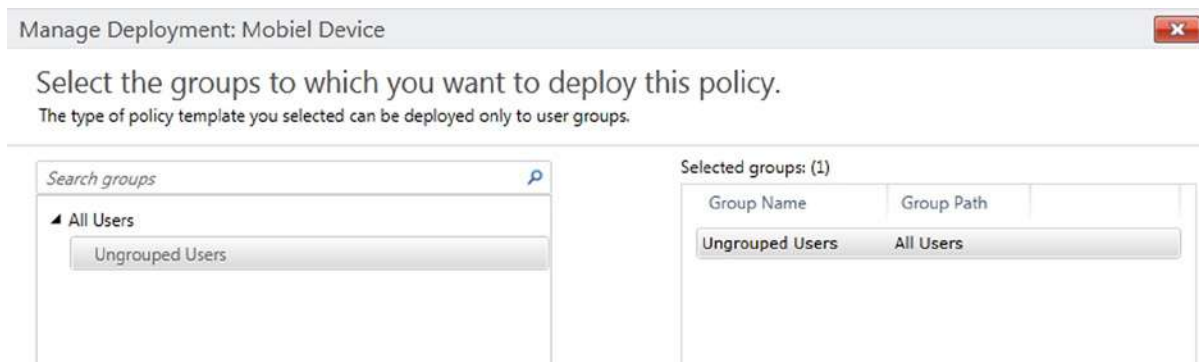 Manage Deployment: Mobiel Device
Select the groups to which you want to deploy this policy.
The type of policy template you selected can be deployed only to user groups.
Search groups
All Users
Ungrouped Users
Selected groups: (1)
Group Name Group Path
Ungrouped Users All Users